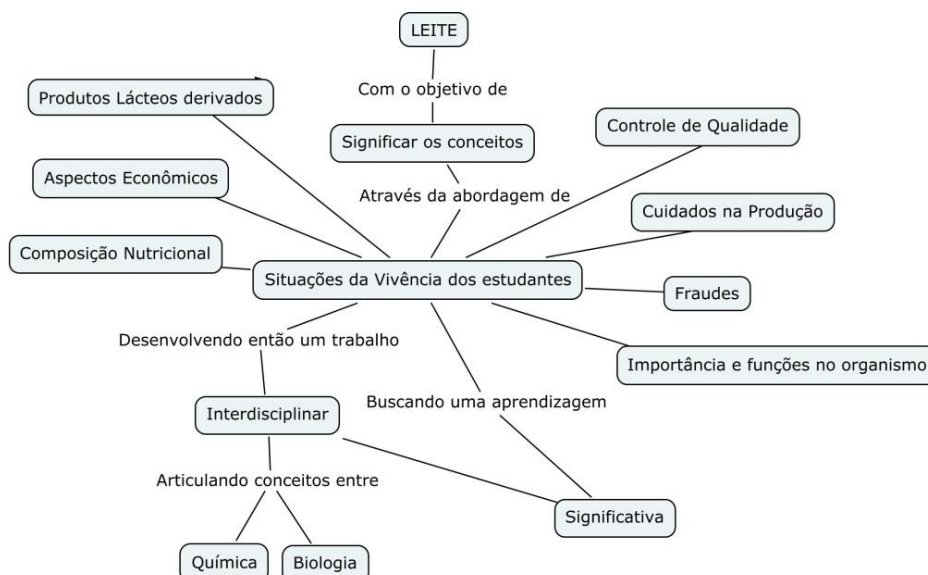 LEITE
Com o objetivo de
Produtos Lácteos derivados
Significar os conceitos
Controle de Qualidade
Aspectos Econômicos
Através da abordagem de
Cuidados na Produção
Composição Nutricional
Situações da Vivência dos estudantes
Fraudes
Desenvolvendo então um trabalho
Importância e funções no organismo
Buscando uma aprendizagem
Interdisciplinar
Articulando conceitos entre
Significativa
Química
Biologia